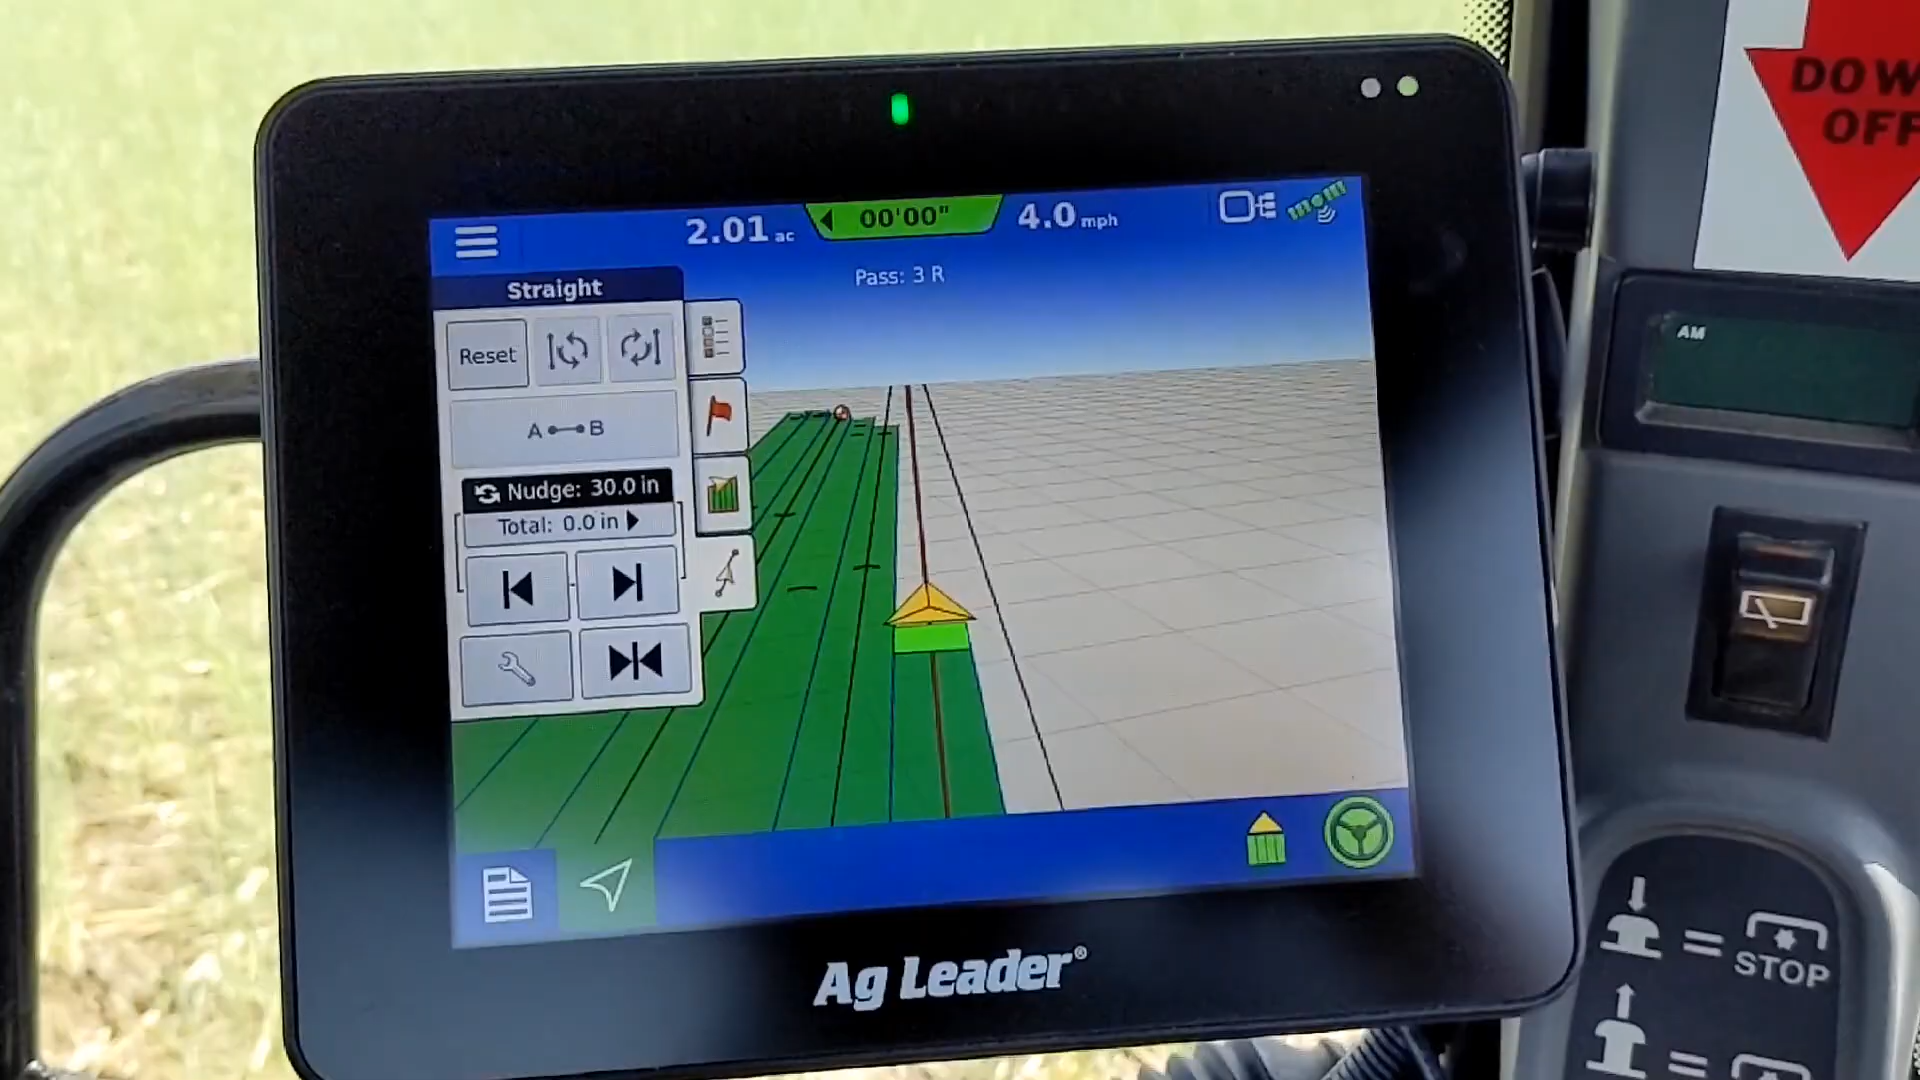 DOW
OFF
2.01 ac
00'00"
4.0 mph
Pass: 3 R
Straight
Reset
A B
Nudge: 30.0 in
Total: 0.0 in
AM
Ag Leader®
= STOP
=